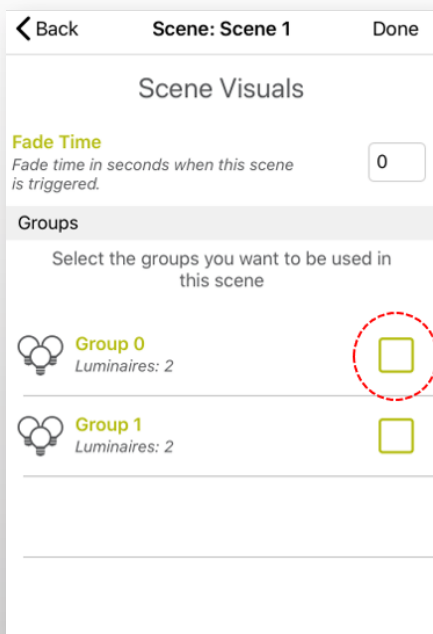 Back Scene: Scene 1 Done
Scene Visuals
Fade Time
Fade time in seconds when this scene
is triggered.
0
Groups
Select the groups you want to be used in
this scene
Group 0
Luminaires: 2
Group 1
Luminaires: 2